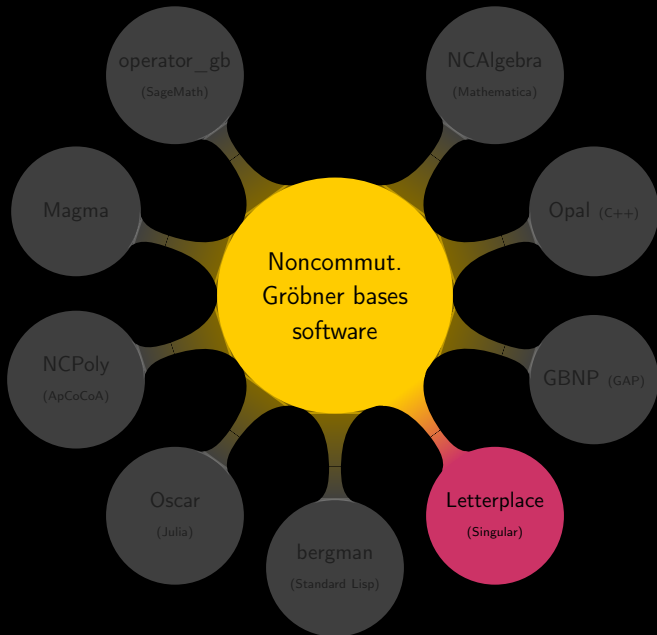 operator_gb
(SageMath)
NCAlgebra
(Mathematica)
Magma
Opal (C++)
Noncommut.
Gröbner bases
software
NCPoly
(ApCoCoA)
GBNP (GAP)
Oscar
(Julia)
Letterplace
(Singular)
bergman
(Standard Lisp)